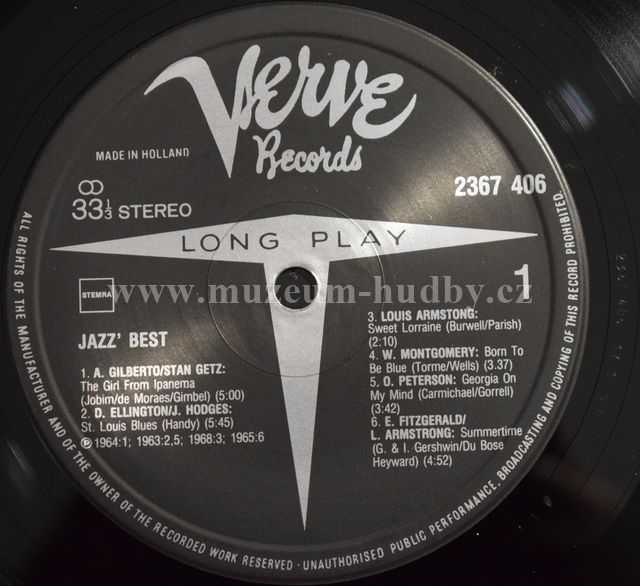 Verve
Records
MADE IN HOLLAND
2367 406
33 1/3 STEREO
LONG PLAY
STEMRA
1
www.muzeum-hudby.cz
JAZZ' BEST
1. A. GILBERTO/STAN GETZ:
The Girl From Ipanema
(Jobim/de Moraes/Gimbel) (5:00)
2. D. ELLINGTON/J. HODGES:
St. Louis Blues (Handy) (5:45)
℗1964:1; 1963:2,5; 1968:3; 1965:6
3. LOUIS ARMSTONG:
Sweet Lorraine (Burwell/Parish)
(2:10)
4. W. MONTGOMERY: Born To
Be Blue (Torme/Wells) (3.37)
5. O. PETERSON: Georgia On
My Mind (Carmichael/Gorrell)
(3:42)
6. E. FITZGERALD/
L. ARMSTRONG: Summertime
(G. & I. Gershwin/Du Bose
Heyward) (4:52)
ALL RIGHTS OF THE MANUFACTURER AND OF THE OWNER OF THE RECORDED WORK RESERVED · UNAUTHORISED PUBLIC PERFORMANCE, BROADCASTING AND COPYING OF THIS RECORD PROHIBITED.